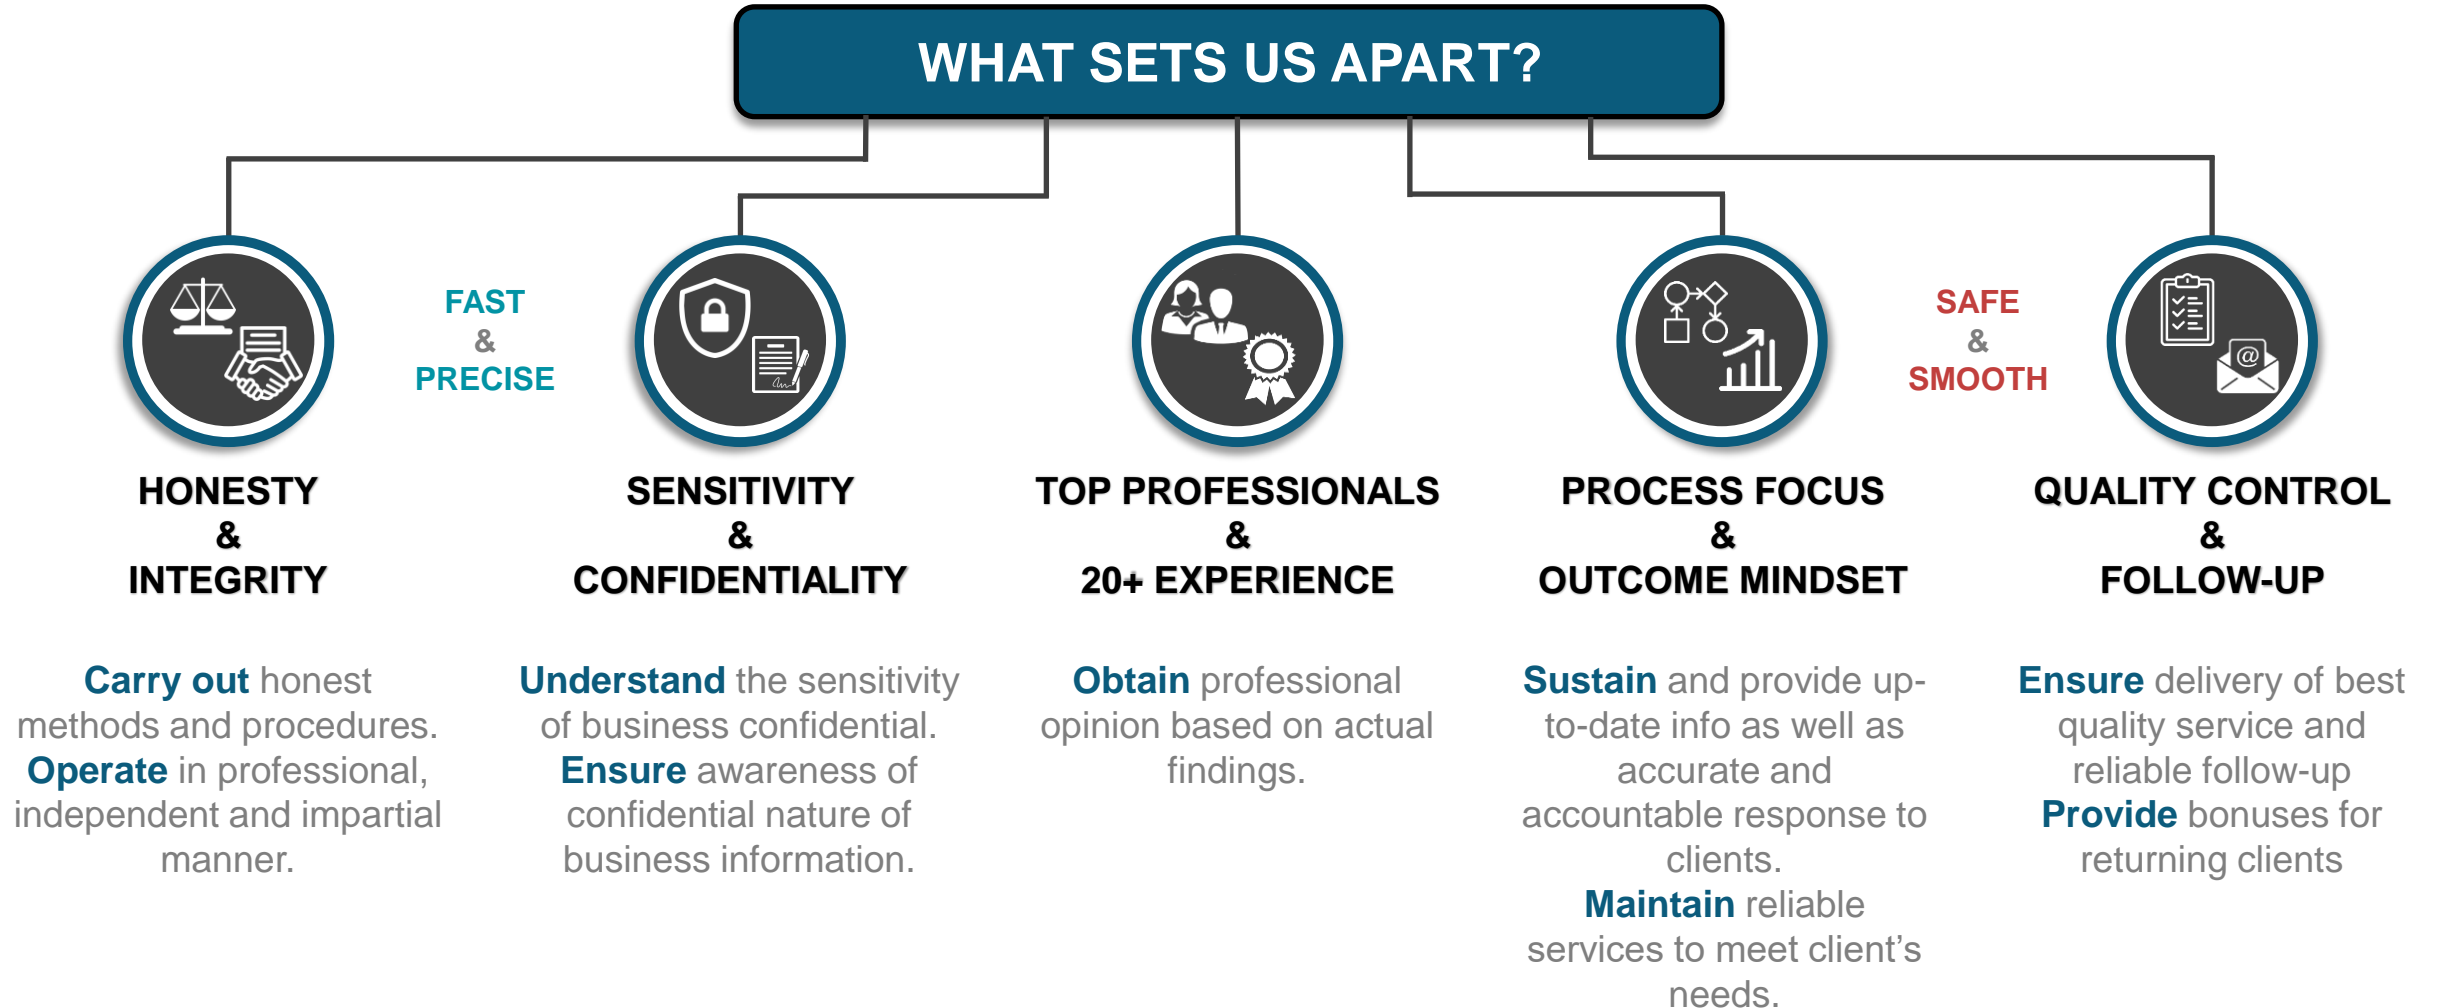 WHAT SETS US APART?
FAST
&
PRECISE
SAFE
&
SMOOTH
@
HONESTY
&
INTEGRITY
Carry out honest
methods and procedures.
Operate in professional,
independent and impartial
manner.
SENSITIVITY
&
CONFIDENTIALITY
Understand the sensitivity
of business confidential.
Ensure awareness of
confidential nature of
business information.
TOP PROFESSIONALS
&
20+ EXPERIENCE
Obtain professional
opinion based on actual
findings.
PROCESS FOCUS
&
OUTCOME MINDSET
Sustain and provide up-
to-date info as well as
accurate and
accountable response to
clients.
Maintain reliable
services to meet client’s
needs.
QUALITY CONTROL
&
FOLLOW-UP
Ensure delivery of best
quality service and
reliable follow-up
Provide bonuses for
returning clients